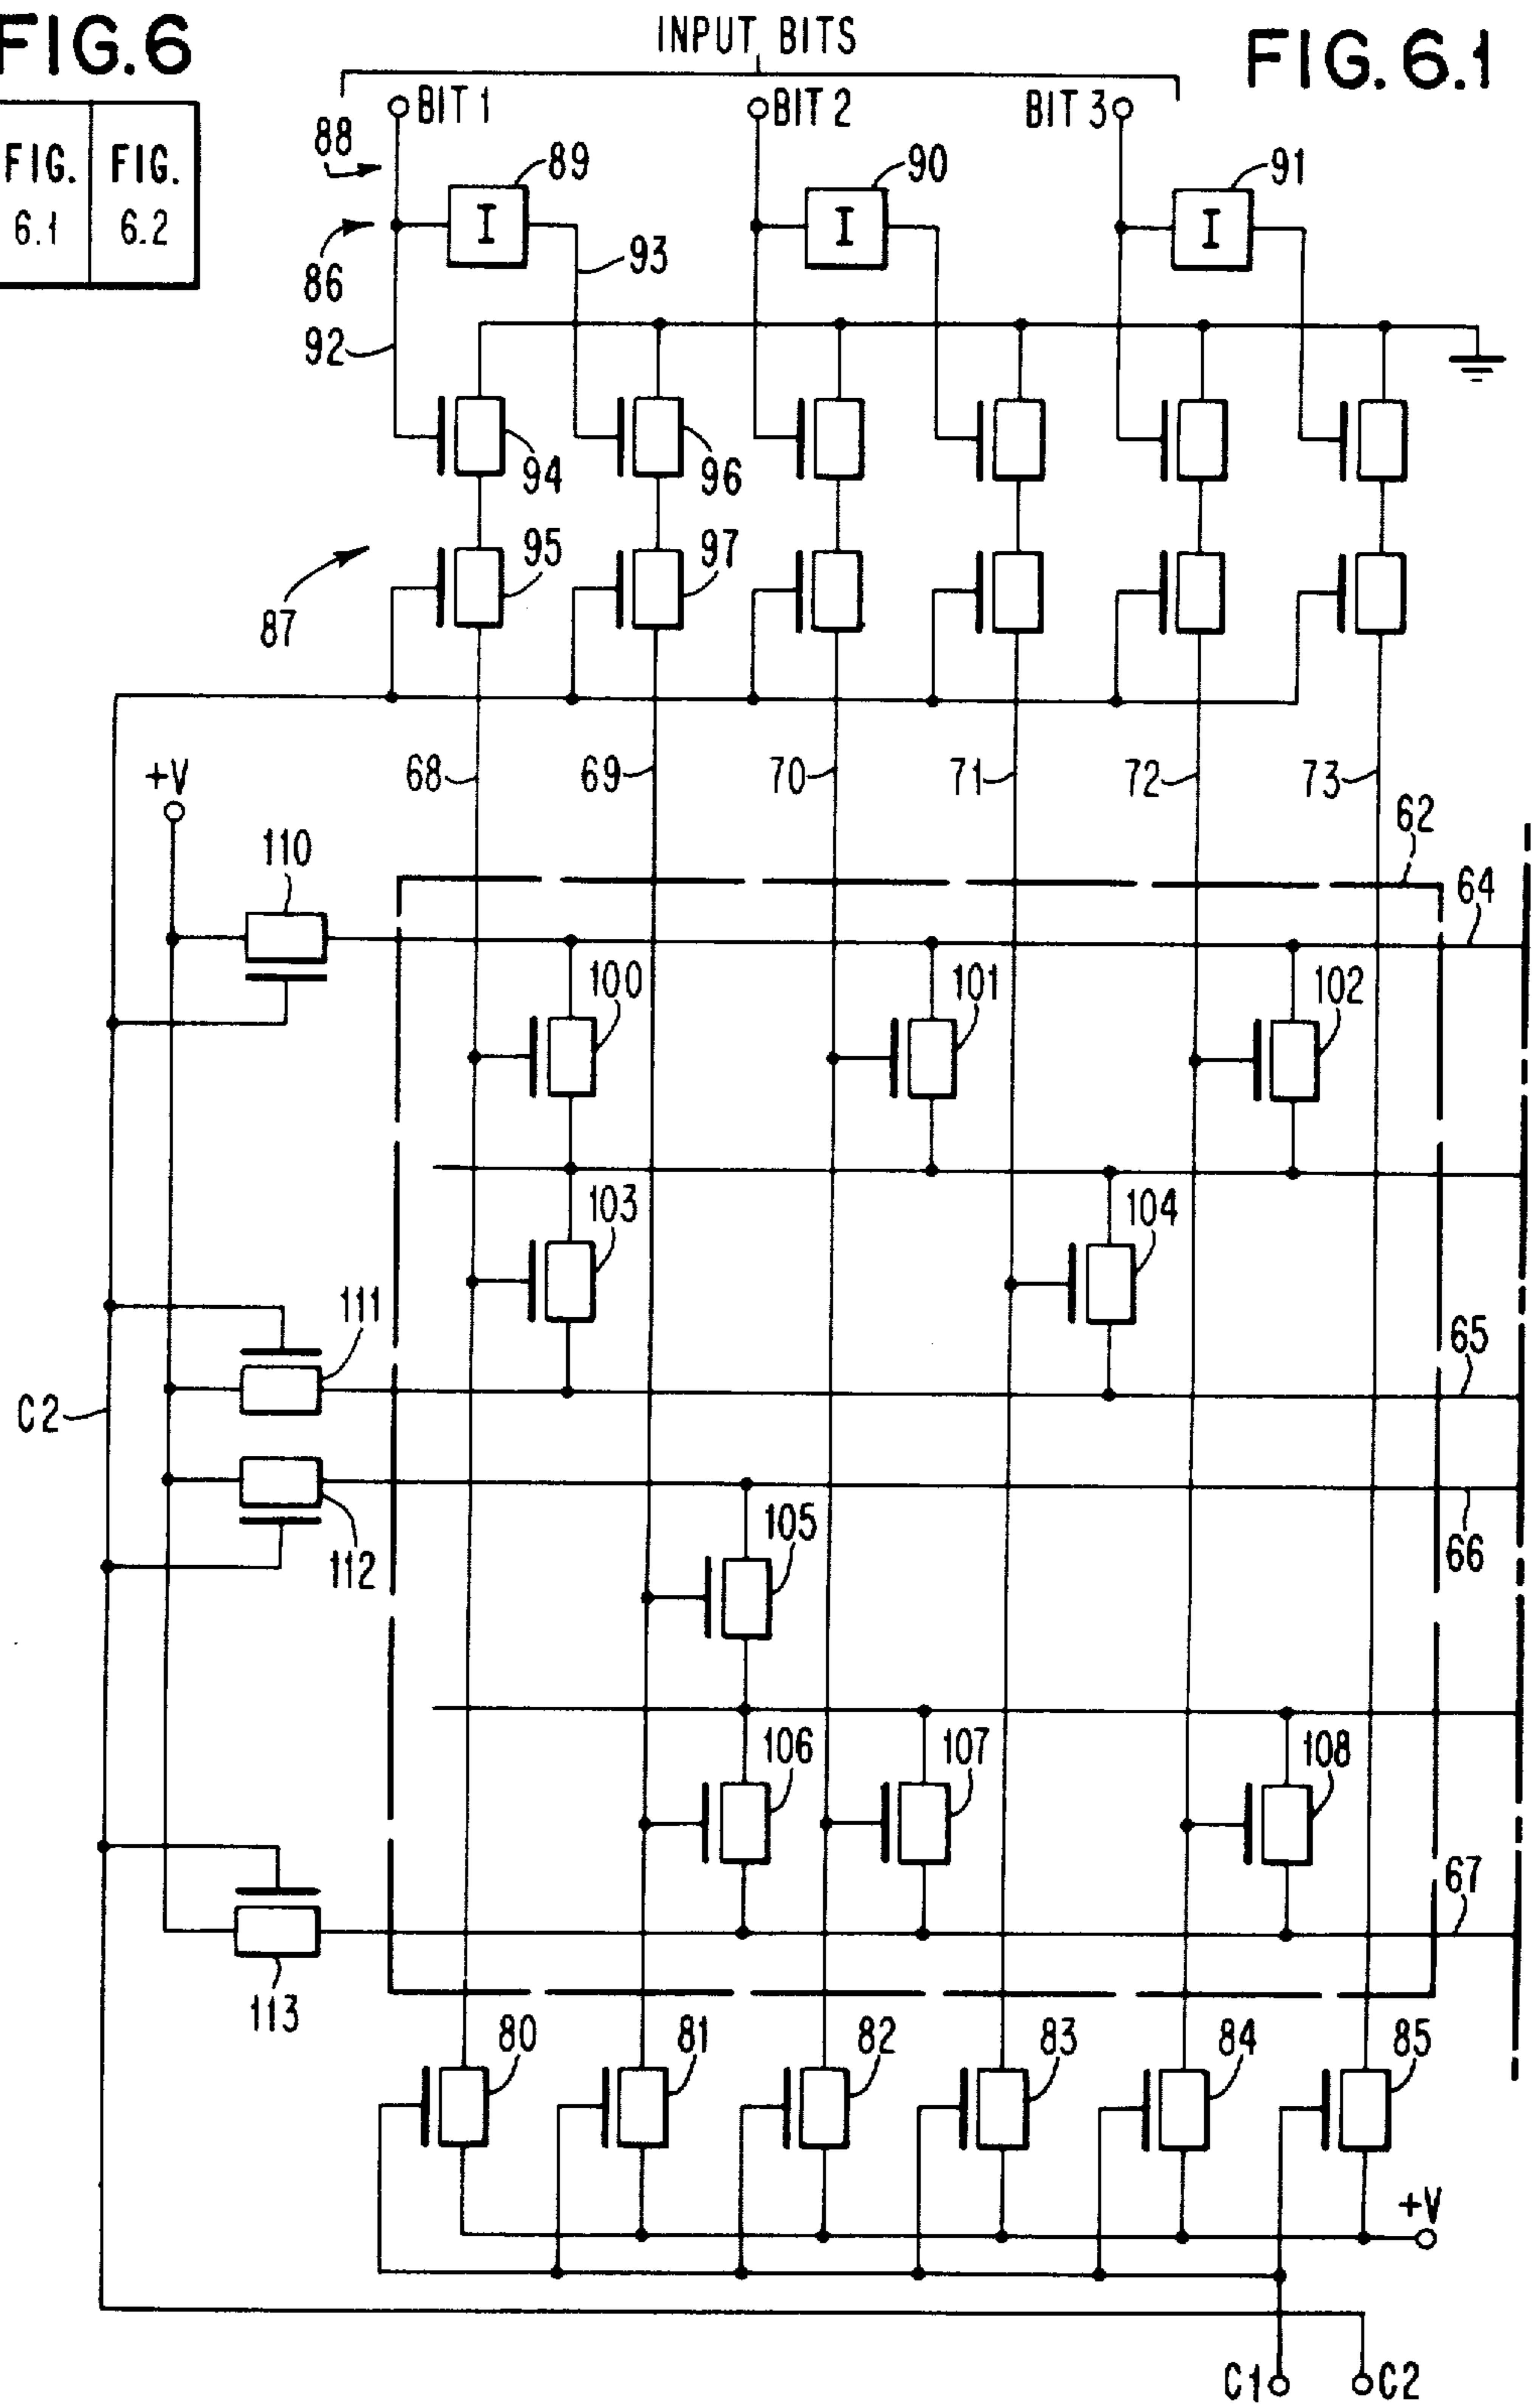 FIG.6
INPUT BITS
FIG. 6.1
FIG. 6.1
FIG. 6.2
BIT 1
BIT 2
BIT 3
88
89
90
91
I
I
I
86
93
92
94
96
95
97
87
+V
68
69
70
71
72
73
62
110
64
100
101
102
103
104
111
65
C2
105
66
112
106
107
108
67
113
80
81
82
83
84
85
+V
C1
C2